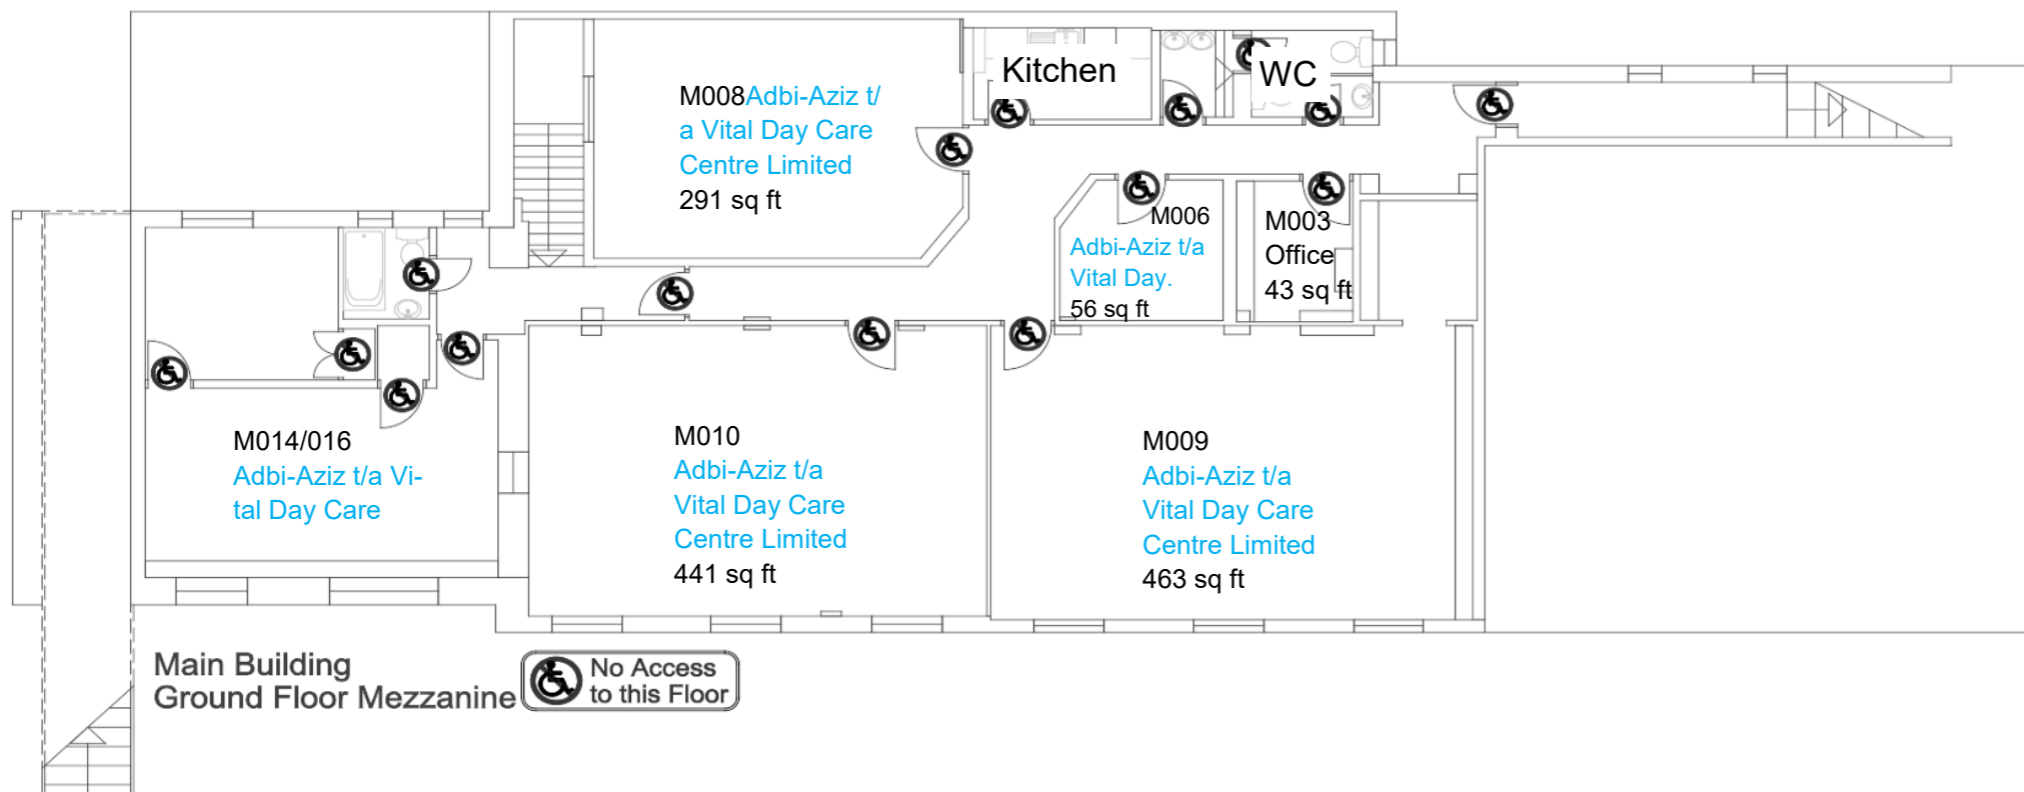 Kitchen
WC
M008Adbi-Aziz t/
a Vital Day Care
Centre Limited
291 sq ft
M006
Adbi-Aziz t/a
Vital Day.
56 sq ft
M003
Office
43 sq ft
M014/016
Adbi-Aziz t/a Vi-
tal Day Care
M010
Adbi-Aziz t/a
Vital Day Care
Centre Limited
441 sq ft
M009
Adbi-Aziz t/a
Vital Day Care
Centre Limited
463 sq ft
Main Building
Ground Floor Mezzanine
No Access
to this Floor